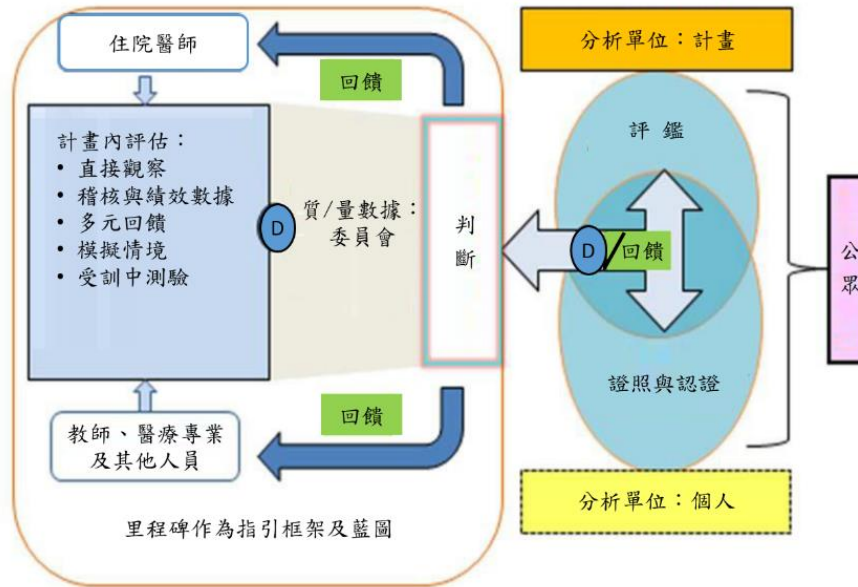 住院醫師
回饋
計畫內評估：
• 直接觀察
• 稽核與績效數據
• 多元回饋
• 模擬情境
• 受訓中測驗
D
質/量數據：
委員會
判
斷
回饋
教師、醫療專業
及其他人員
里程碑作為指引框架及藍圖
分析單位：計畫
評 鑑
D/回饋
證照與認證
分析單位：個人
公
眾